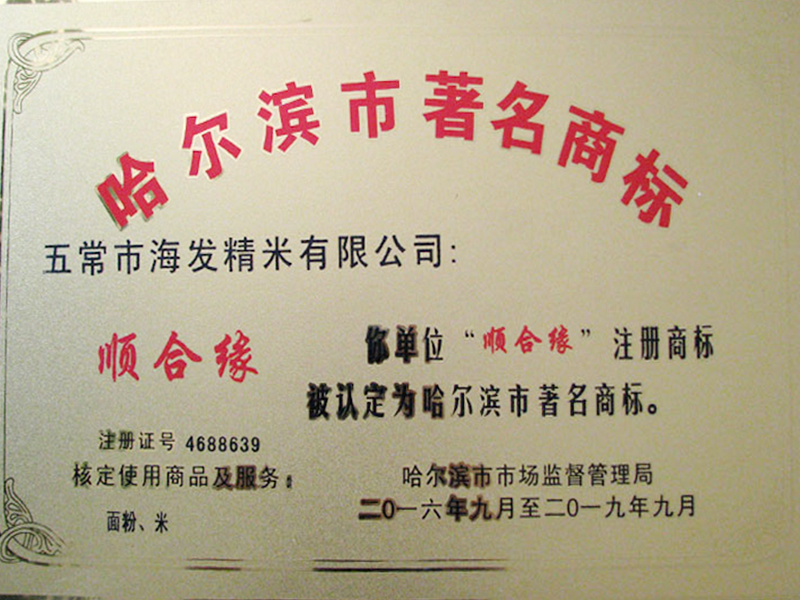 哈尔滨市著名商标
五常市海发精米有限公司:
顺合缘
你单位“顺合缘”注册商标
被认定为哈尔滨市著名商标。
注册证号 4688639
核定使用商品及服务:
面粉、米
哈尔滨市市场监督管理局
二〇一六年九月至二〇一九年九月